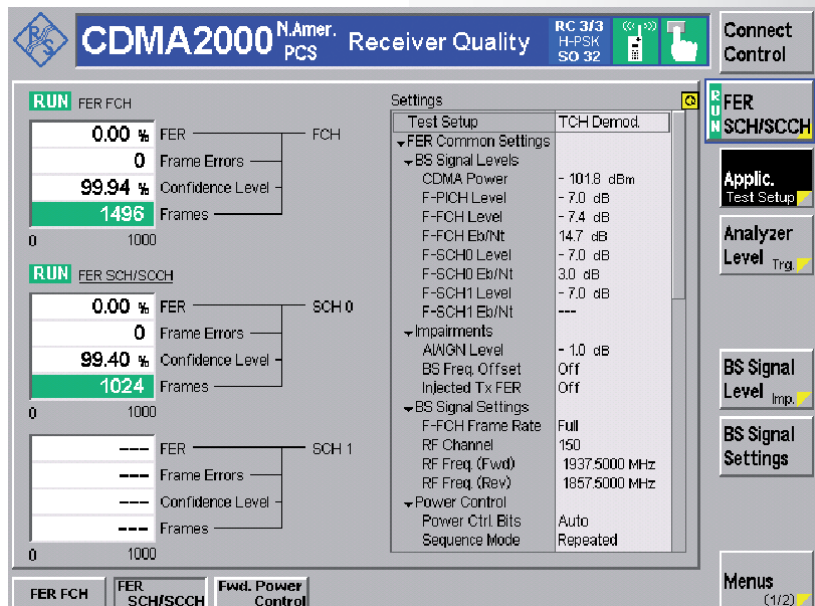 CDMA2000 N.Amer. PCS Receiver Quality
RC 3/3
H-PSK
SO 32
Connect Control
RUN FER FCH
0.00 % FER FCH
0 Frame Errors
99.94 % Confidence Level
1496 Frames
0 1000
RUN FER SCH/SCCH
0.00 % FER SCH 0
0 Frame Errors
99.40 % Confidence Level
1024 Frames
0 1000
--- FER SCH 1
--- Frame Errors
--- Confidence Level
--- Frames
0 1000
Settings
Test Setup TCH Demod.
FER Common Settings
BS Signal Levels
CDMA Power - 101.8 dBm
F-PICH Level - 7.0 dB
F-FCH Level - 7.4 dB
F-FCH Eb/Nt 14.7 dB
F-SCH0 Level - 7.0 dB
F-SCH0 Eb/Nt 3.0 dB
F-SCH1 Level - 7.0 dB
F-SCH1 Eb/Nt ---
Impairments
AWGN Level - 1.0 dB
BS Freq. Offset Off
Injected Tx FER Off
BS Signal Settings
F-FCH Frame Rate Full
RF Channel 150
RF Freq. (Fwd) 1937.5000 MHz
RF Freq. (Rev) 1857.5000 MHz
Power Control
Power Ctrl. Bits Auto
Sequence Mode Repeated
RUN
FER
SCH/SCCH
Applic.
Test Setup
Analyzer
Level Trg.
BS Signal
Level Imp.
BS Signal
Settings
Menus
(1/2)
FER FCH
FER SCH/SCCH
Fwd. Power Control